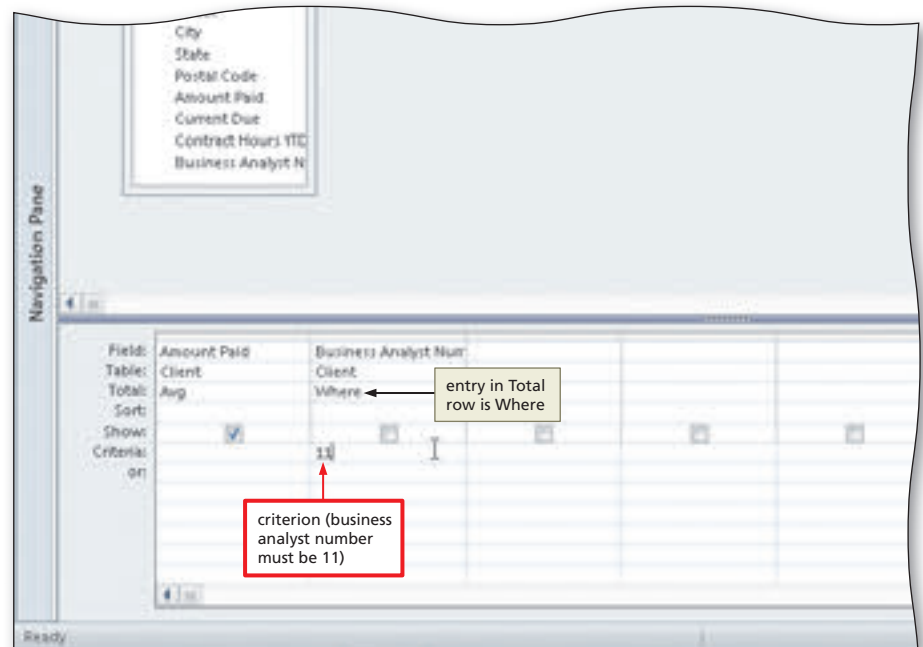 City
State
Postal Code
Amount Paid
Current Due
Contract Hours YTD
Business Analyst N
Navigation Pane
Field: Amount Paid Business Analyst Num
Table: Client Client
Total: Avg Where
entry in Total
row is Where
Sort:
Show:
Criteria: 11
or:
criterion (business
analyst number
must be 11)
Ready